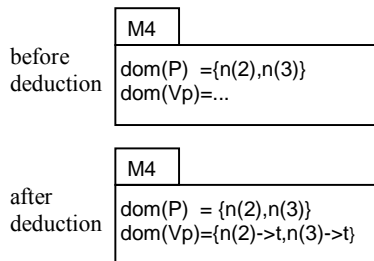 before
deduction
M4
dom(P) ={n(2),n(3)}
dom(Vp)=...
after
deduction
M4
dom(P) = {n(2),n(3)}
dom(Vp)={n(2)->t,n(3)->t}